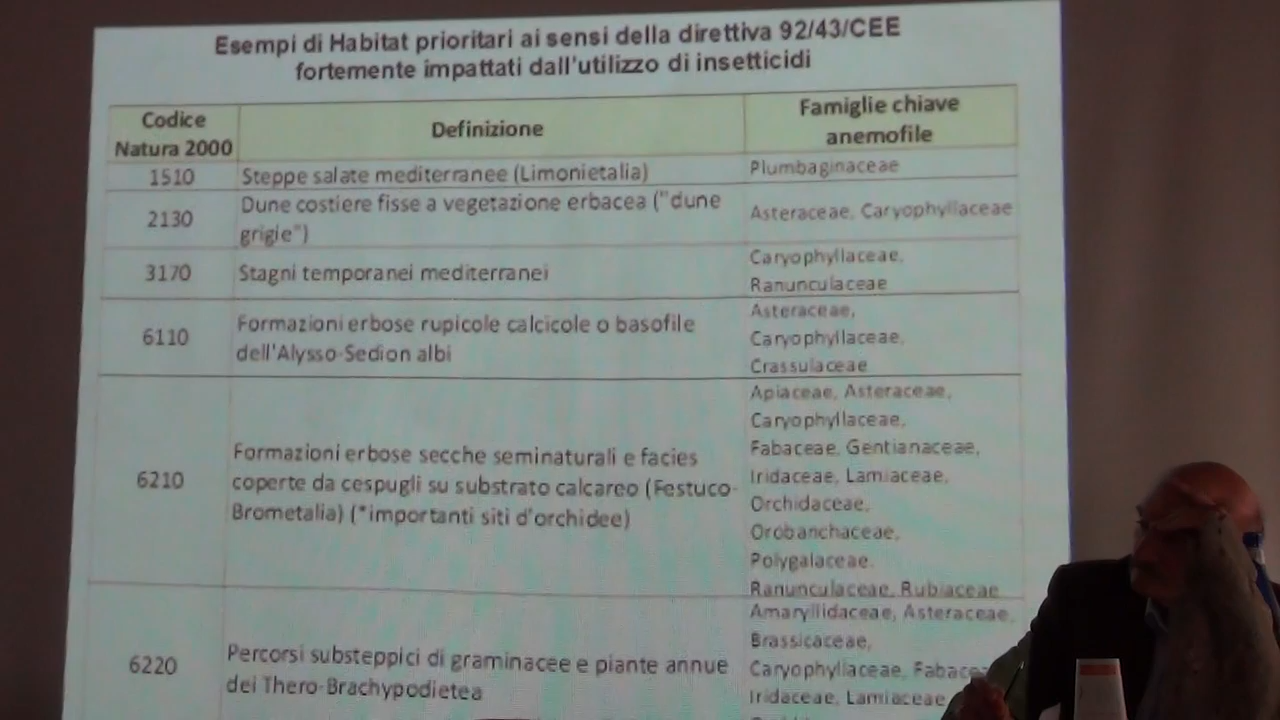 Esempi di Habitat prioritari ai sensi della direttiva 92/43/CEE
fortemente impattati dall'utilizzo di insetticidi
Codice
Natura 2000
Definizione
Famiglie chiave
anemofile
1510
Steppe salate mediterranee (Limonietalia)
Plumbaginaceae
2130
Dune costiere fisse a vegetazione erbacea ("dune
grigie")
Asteraceae, Caryophyllaceae
3170
Stagni temporanei mediterranei
Caryophyllaceae,
Ranunculaceae
6110
Formazioni erbose rupicole calcicole o basofile
dell'Alysso-Sedion albi
Asteraceae,
Caryophyllaceae,
Crassulaceae
6210
Formazioni erbose secche seminaturali e facies
coperte da cespugli su substrato calcareo (Festuco-
Brometalia) (*importanti siti d'orchidee)
Apiaceae, Asteraceae,
Caryophyllaceae,
Fabaceae, Gentianaceae,
Iridaceae, Lamiaceae,
Orchidaceae,
Orobanchaceae,
Polygalaceae,
Ranunculaceae, Rubiaceae
6220
Percorsi substeppici di graminacee e piante annue
dei Thero-Brachypodietea
Amaryllidaceae, Asteraceae,
Brassicaceae,
Caryophyllaceae,
Iridaceae, Lamiaceae